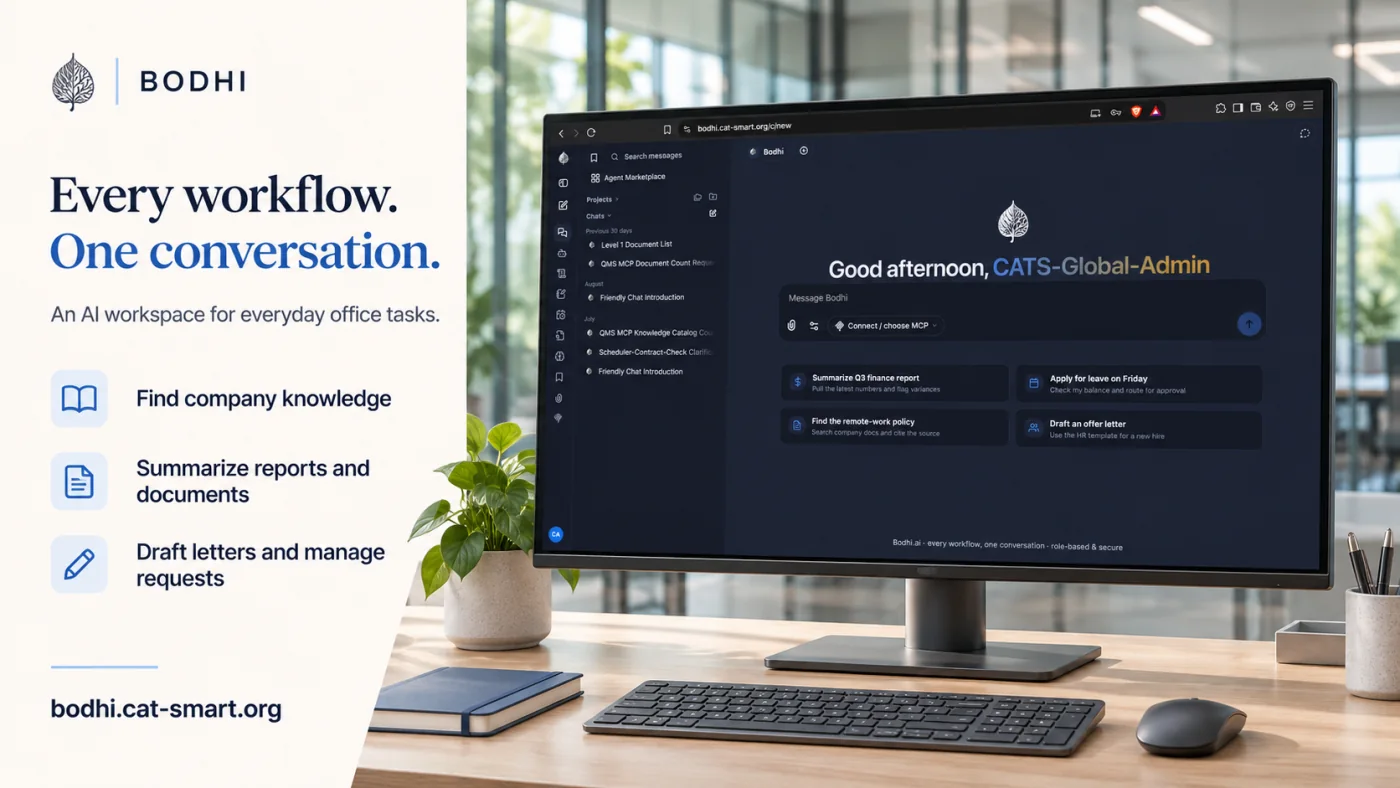 BODHI
Every workflow.
One conversation.
An AI workspace for everyday office tasks.
Find company knowledge
Summarize reports and
documents
Draft letters and manage
requests
bodhi.cat-smart.org
bodhi.cat-smart.org/c/new
Search messages
Agent Marketplace
Projects
Chats
Previous 30 days
Level 1 Document List
QMS MCP Document Count
August
Friendly Chat Introduction
July
QMS MCP Knowledge Catalog
Scheduler-Contract-Check
Friendly Chat Introduction
CA
Bodhi
Good afternoon, CATS-Global-Admin
Message Bodhi
Connect / choose MCP
Summarize Q3 finance report
Pull the latest numbers and flag variances
Apply for leave on Friday
Check my balance and route for approval
Find the remote-work policy
Search company docs and cite the source
Draft an offer letter
Use the HR template for a new hire
Bodhi.ai - every workflow, one conversation - role-based & secure